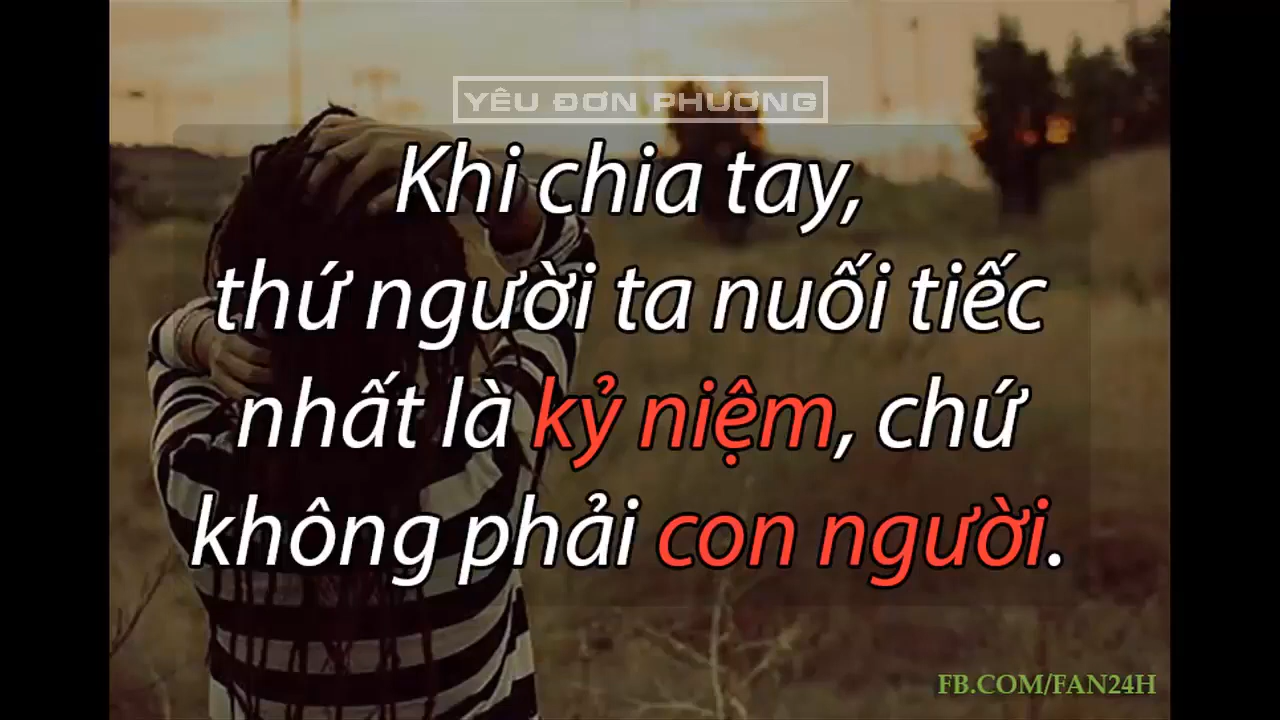 YÊU ĐƠN PHƯƠNG
Khi chia tay,
thứ người ta nuối tiếc
nhất là kỷ niệm, chứ
không phải con người.
FB.COM/FAN24H